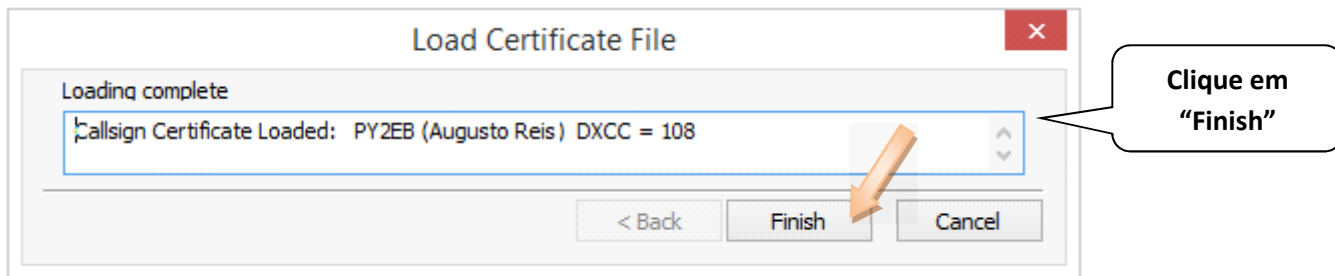 Load Certificate File
Loading complete
Callsign Certificate Loaded: PY2EB (Augusto Reis) DXCC = 108
< Back
Finish
Cancel
Clique em
“Finish”